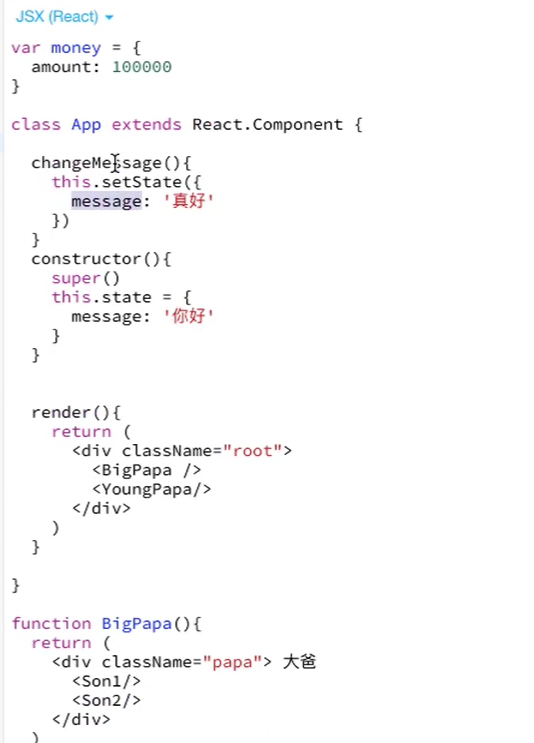 JSX (React)
var money = {
  amount: 100000
}
class App extends React.Component {
  changeMessage(){
    this.setState({
      message: '真好'
    })
  }
  constructor(){
    super()
    this.state = {
      message: '你好'
    }
  }
  render(){
    return (
      <div className="root">
        <BigPapa />
        <YoungPapa/>
      </div>
    )
  }
}
function BigPapa(){
  return (
    <div className="papa"> 大爸
      <Son1/>
      <Son2/>
    </div>
  )